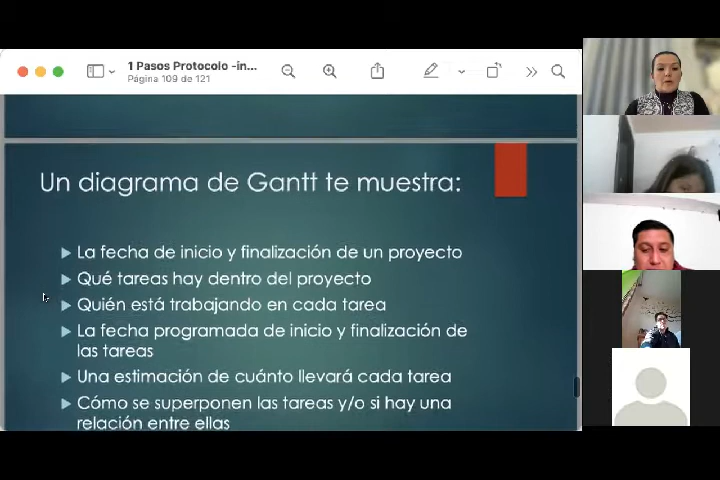 1 Pasos Protocolo -in...
Página 109 de 121
Un diagrama de Gantt te muestra:
La fecha de inicio y finalización de un proyecto
Qué tareas hay dentro del proyecto
Quién está trabajando en cada tarea
La fecha programada de inicio y finalización de
las tareas
Una estimación de cuánto llevará cada tarea
Cómo se superponen las tareas y/o si hay una
relación entre ellas